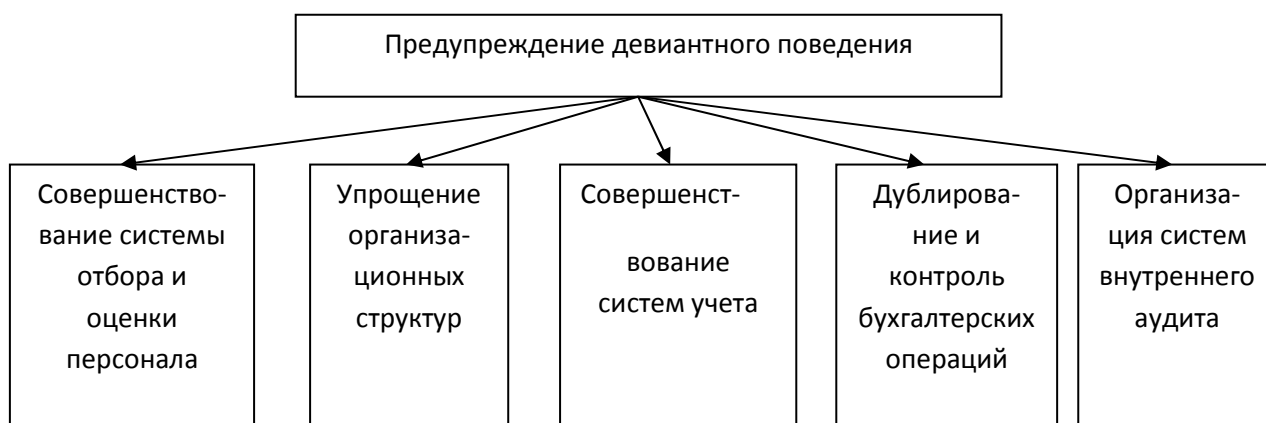 Предупреждение девиантного поведения
Совершенство-
вание системы
отбора и
оценки
персонала
Упрощение
организа-
ционных
структур
Совершенст-
вование
систем учета
Дублирова-
ние и
контроль
бухгалтерских
операций
Организа-
ция систем
внутреннего
аудита